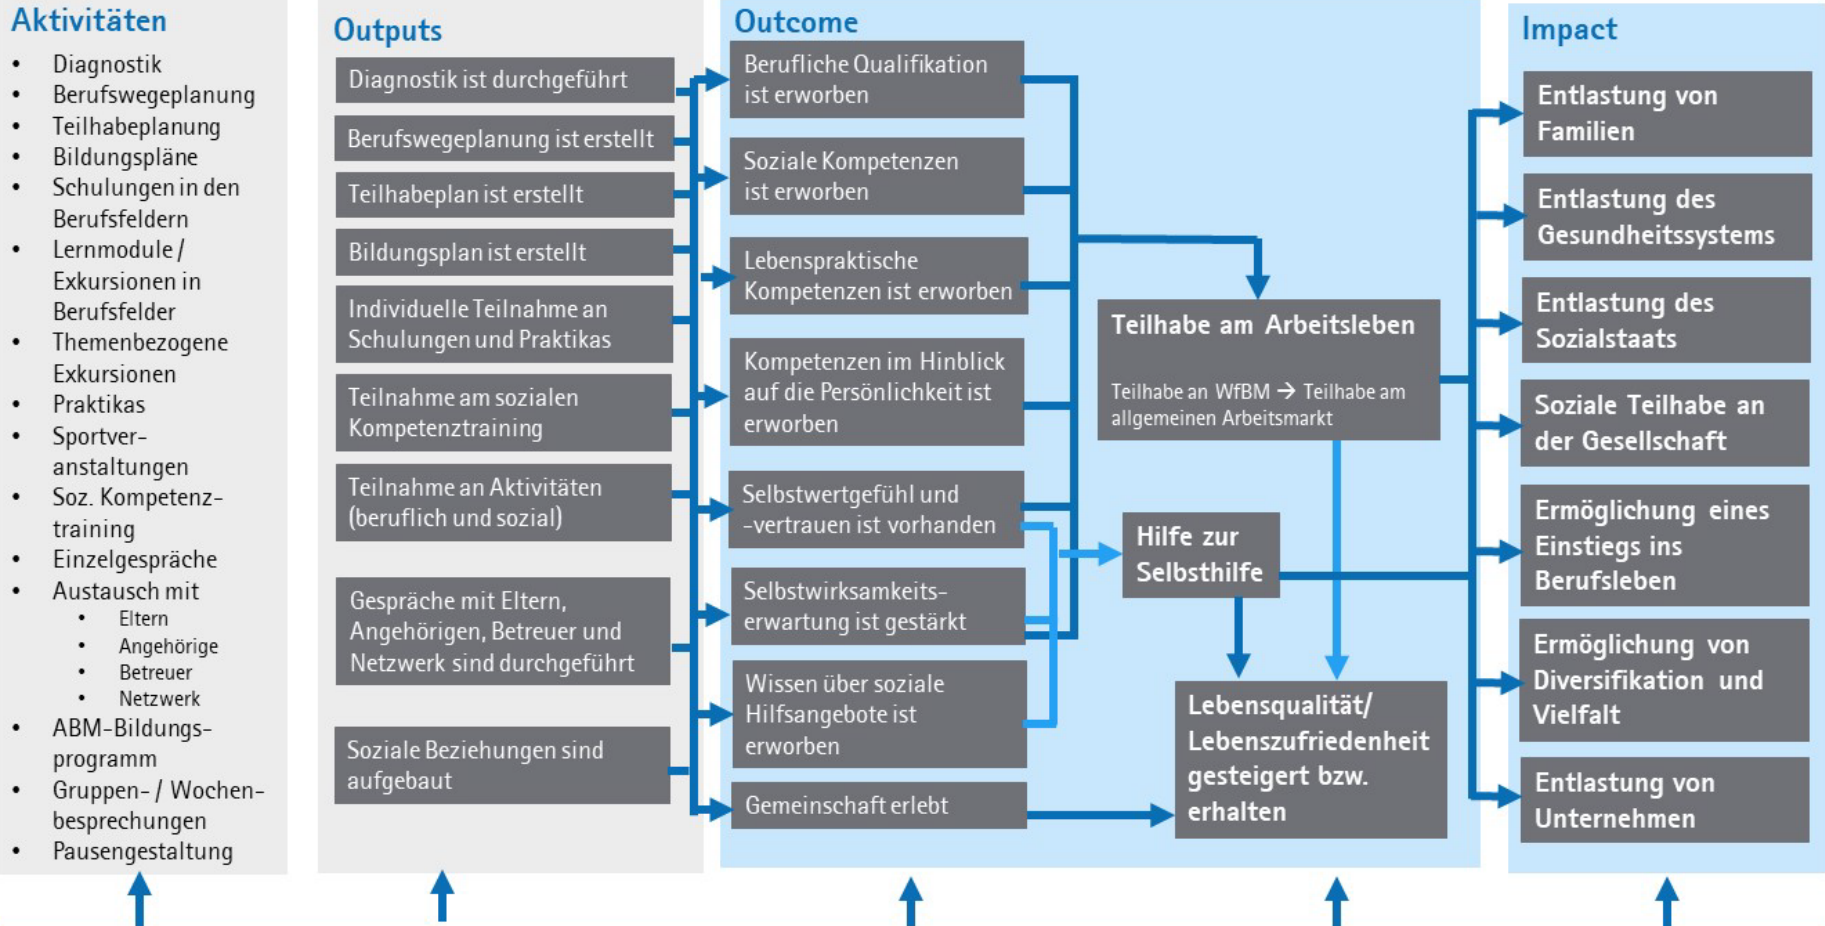 Aktivitäten
• Diagnostik
• Berufswegeplanung
• Teilhabeplanung
• Bildungspläne
• Schulungen in den
Berufsfeldern
• Lernmodule /
Exkursionen in
Berufsfelder
• Themenbezogene
Exkursionen
• Praktikas
• Sportver-
anstaltungen
• Soz. Kompetenz-
training
• Einzelgespräche
• Austausch mit
• Eltern
• Angehörige
• Betreuer
• Netzwerk
• ABM-Bildungs-
programm
• Gruppen- / Wochen-
besprechungen
• Pausengestaltung
Outputs
Diagnostik ist durchgeführt
Berufswegeplanung ist erstellt
Teilhabeplan ist erstellt
Bildungsplan ist erstellt
Individuelle Teilnahme an
Schulungen und Praktikas
Teilnahme am sozialen
Kompetenztraining
Teilnahme an Aktivitäten
(beruflich und sozial)
Gespräche mit Eltern,
Angehörigen, Betreuer und
Netzwerk sind durchgeführt
Soziale Beziehungen sind
aufgebaut
Outcome
Berufliche Qualifikation
ist erworben
Soziale Kompetenzen
ist erworben
Lebenspraktische
Kompetenzen ist erworben
Kompetenzen im Hinblick
auf die Persönlichkeit ist
erworben
Selbstwertgefühl und
-vertrauen ist vorhanden
Selbstwirksamkeits-
erwartung ist gestärkt
Wissen über soziale
Hilfsangebote ist
erworben
Gemeinschaft erlebt
Teilhabe am Arbeitsleben
Teilhabe an WfBM → Teilhabe am
allgemeinen Arbeitsmarkt
Hilfe zur
Selbsthilfe
Lebensqualität/
Lebenszufriedenheit
gesteigert bzw.
erhalten
Impact
Entlastung von
Familien
Entlastung des
Gesundheitssystems
Entlastung des
Sozialstaats
Soziale Teilhabe an
der Gesellschaft
Ermöglichung eines
Einstiegs ins
Berufsleben
Ermöglichung von
Diversifikation und
Vielfalt
Entlastung von
Unternehmen